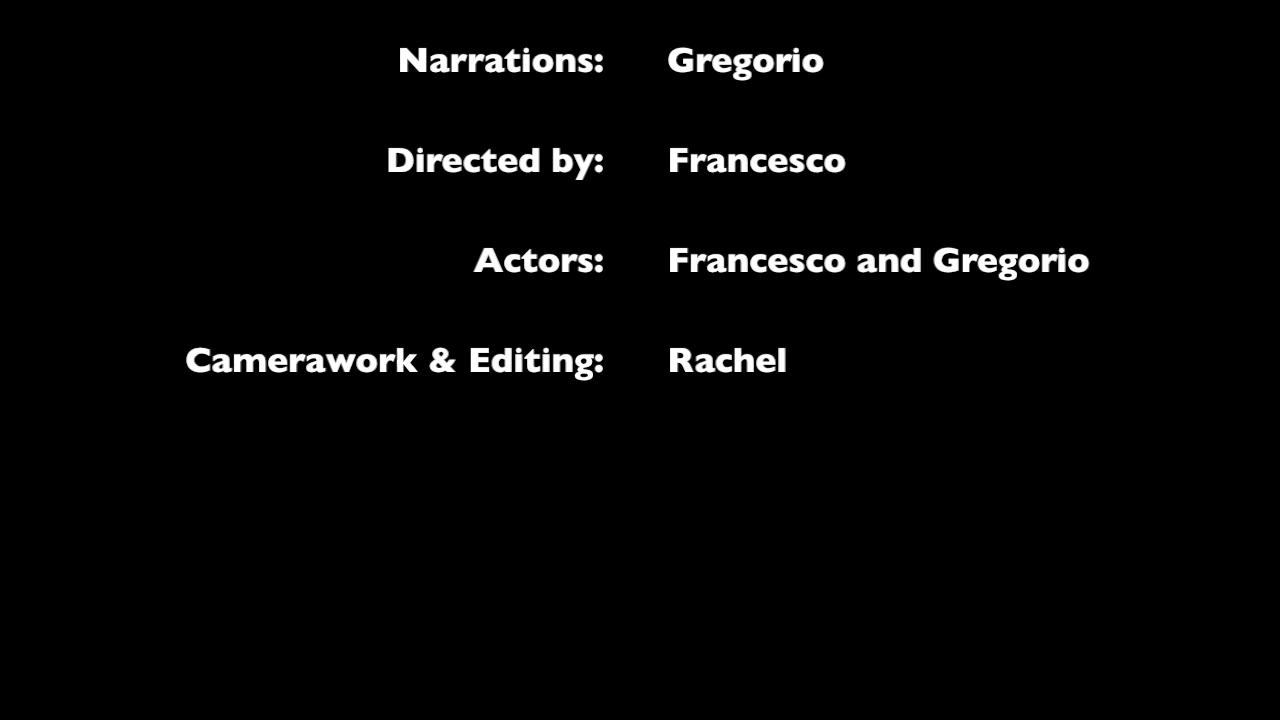 Narrations: Gregorio
Directed by: Francesco
Actors: Francesco and Gregorio
Camerawork & Editing: Rachel